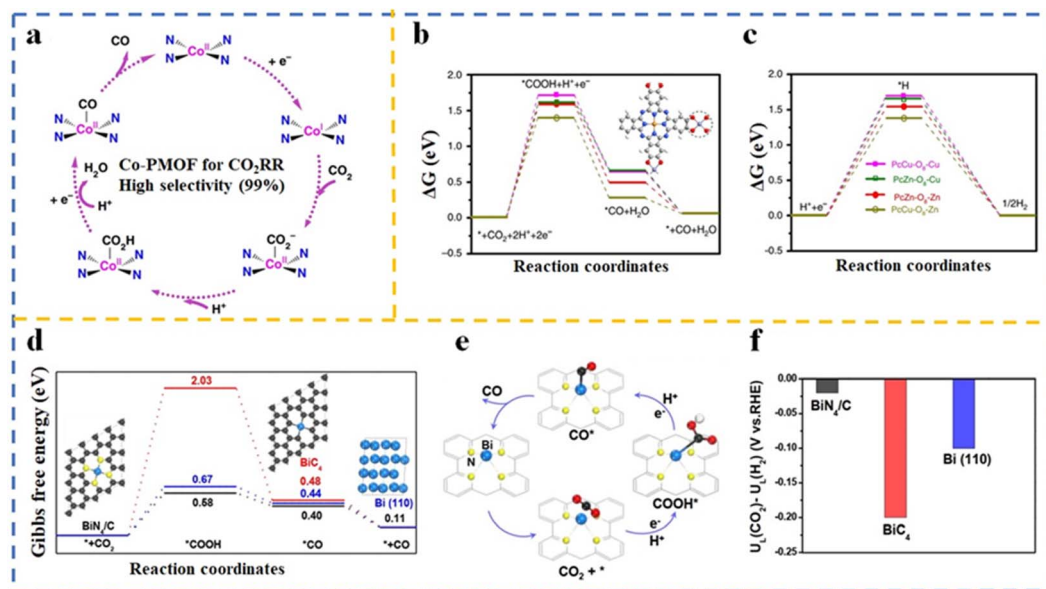 a
CO
N N
Co^II
N N
+ e⁻
N N
Co^I
N N
CO₂
CO₂⁻
N N
Co^II
N N
H⁺
CO₂H
N N
Co^II
N N
+ e⁻
H₂O
H⁺
CO
N N
Co^II
N N
Co-PMOF for CO₂RR
High selectivity (99%)
b
ΔG (eV)
2.0
1.5
1.0
0.5
0.0
−0.5
*COOH+H⁺+e⁻
*+CO₂+2H⁺+2e⁻
*CO+H₂O
*+CO+H₂O
Reaction coordinates
c
ΔG (eV)
2.0
1.5
1.0
0.5
0.0
-0.5
*H
PcCu-O₈-Cu
PcZn-O₈-Cu
PcZn-O₈-Zn
PcCu-O₈-Zn
H⁺+e⁻
1/2H₂
Reaction coordinates
d
Gibbs free energy (eV)
2.03
0.67
0.58
BiC₄
0.48
0.44
0.40
Bi (110)
0.11
BiN₄/C
*+CO₂
*COOH
*CO
*+CO
Reaction coordinates
e
CO
CO*
H⁺
e⁻
Bi
N
COOH*
e⁻
H⁺
CO₂ + *
f
U_L(CO₂)- U_L(H₂) (V vs.RHE)
0.00
-0.05
-0.10
-0.15
-0.20
-0.25
BiN₄/C
BiC₄
Bi (110)